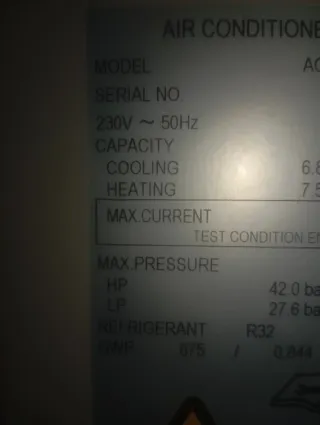 AIR CONDITIONE
MODEL AC
SERIAL NO.
230V ~ 50Hz
CAPACITY
COOLING 6.8
HEATING 7.5
MAX.CURRENT
TEST CONDITION EN
MAX.PRESSURE
HP 42.0 ba
LP 27.6 ba
REFRIGERANT R32
GWP 675 / 0.844